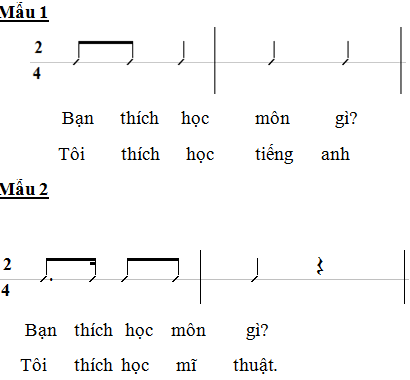 Mẫu 1
2
4
Bạn thích học môn gì?
Tôi thích học tiếng anh
Mẫu 2
2
4
Bạn thích học môn gì?
Tôi thích học mĩ thuật.